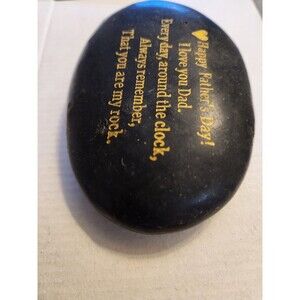 Happy Father's Day!
I love you Dad.
Every day, around the clock,
Always remember,
That you are my rock.